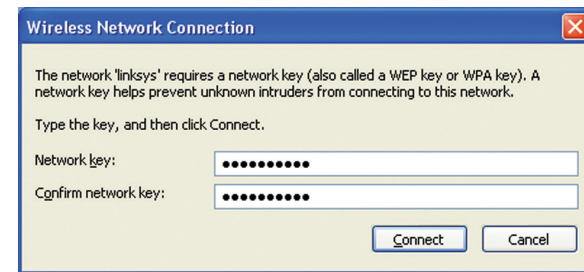 Wireless Network Connection
The network 'linksys' requires a network key (also called a WEP key or WPA key). A
network key helps prevent unknown intruders from connecting to this network.
Type the key, and then click Connect.
Network key: ••••••••••
Confirm network key: ••••••••••
Connect Cancel